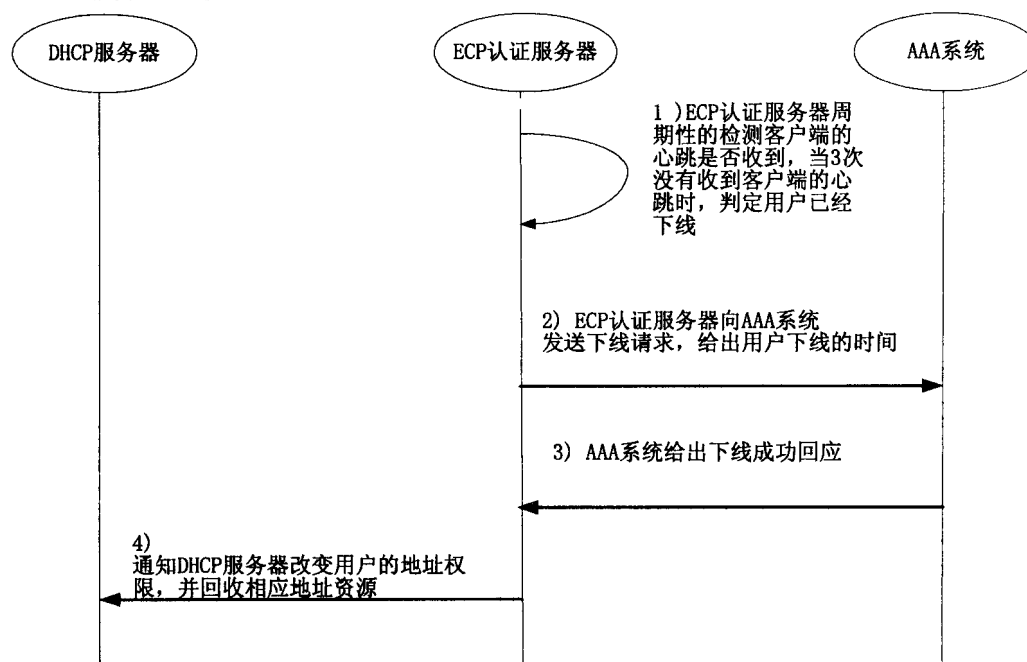 DHCP服务器
ECP认证服务器
AAA系统
1 )ECP认证服务器周
期性的检测客户端的
心跳是否收到，当3次
没有收到客户端的心
跳时，判定用户已经
下线
2) ECP认证服务器向AAA系统
发送下线请求，给出用户下线的时间
3) AAA系统给出下线成功回应
4)
通知DHCP服务器改变用户的地址权
限，并回收相应地址资源